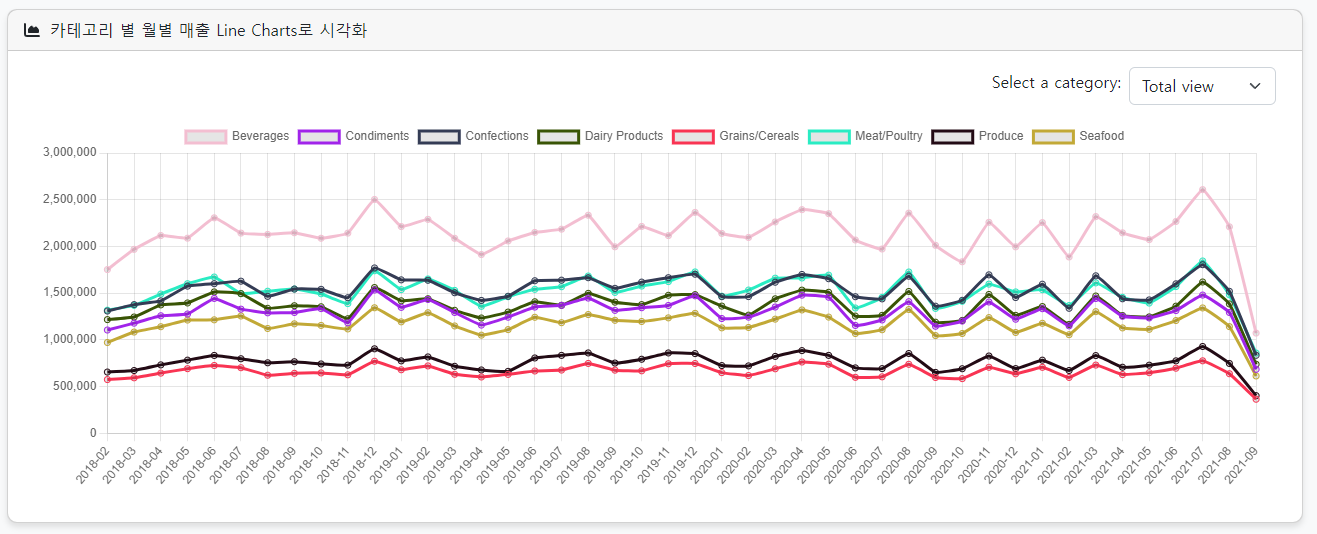 카테고리 별 월별 매출 Line Charts로 시각화
Select a category: Total view
Beverages Condiments Confections Dairy Products Grains/Cereals Meat/Poultry Produce Seafood
3,000,000
2,500,000
2,000,000
1,500,000
1,000,000
500,000
0
2018-02 2018-03 2018-04 2018-05 2018-06 2018-07 2018-08 2018-09 2018-10 2018-11 2018-12 2019-01 2019-02 2019-03 2019-04 2019-05 2019-06 2019-07 2019-08 2019-09 2019-10 2019-11 2019-12 2020-02 2020-03 2020-04 2020-05 2020-06 2020-07 2020-08 2020-09 2020-10 2020-11 2020-12 2021-01 2021-02 2021-03 2021-04 2021-05 2021-06 2021-07 2021-08 2021-09